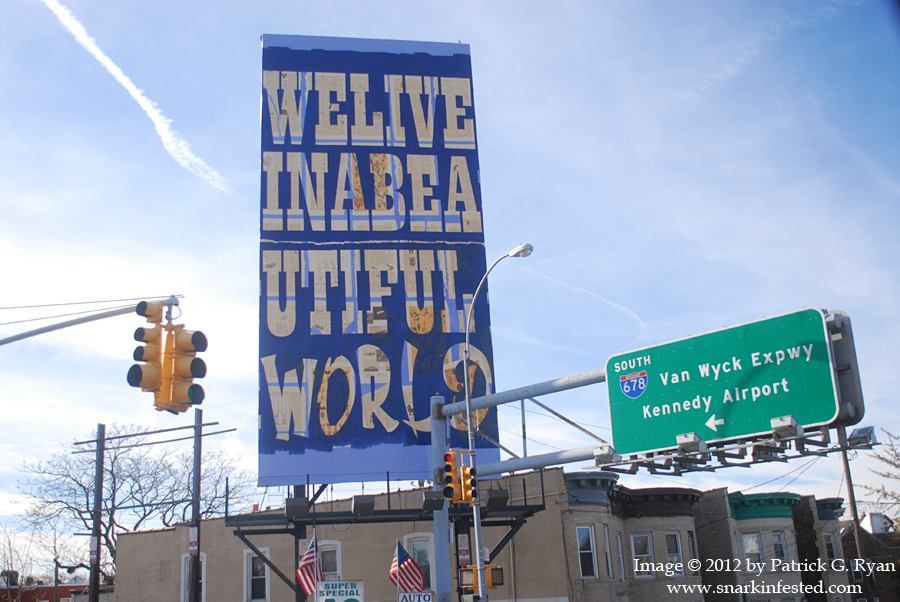 WELIVE
INABEA
UTIFUL
WORLD
SOUTH
678
Van Wyck Expwy
Kennedy Airport
SUPER
SPECIAL
AUTO
Image © 2012 by Patrick G. Ryan
www.snarkinfested.com